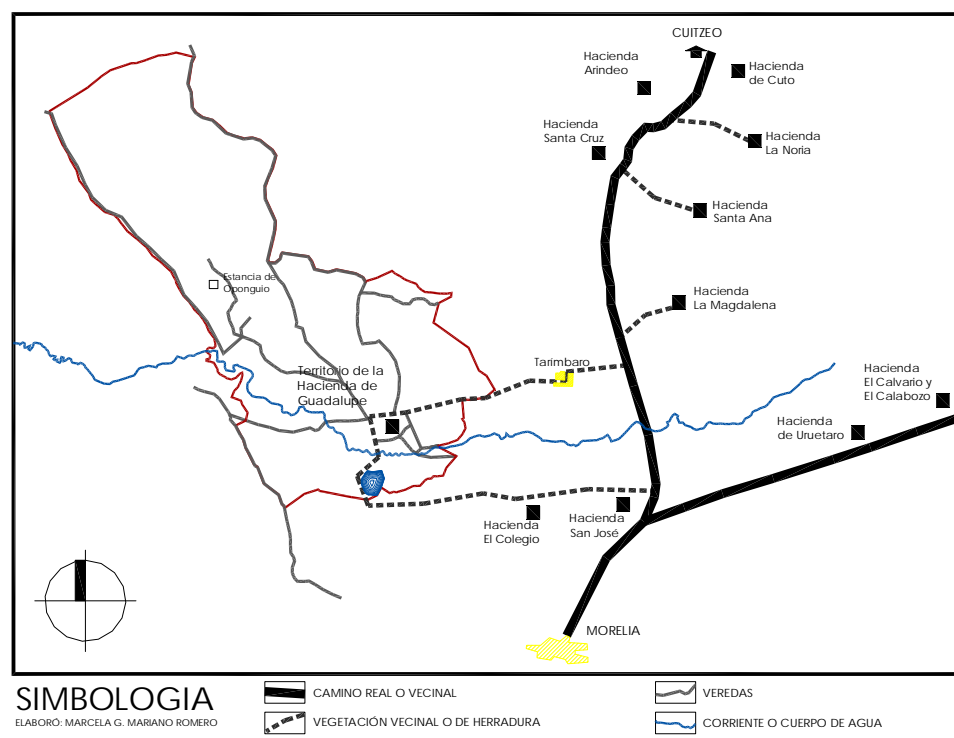 CUITZEO
Hacienda
Arindeo
Hacienda
de Cuto
Hacienda
Santa Cruz
Hacienda
La Noria
Hacienda
Santa Ana
Estancia de
Oponguio
Hacienda
La Magdalena
Tarimbaro
Territorio de la
Hacienda de
Guadalupe
Hacienda
El Calvario y
El Calabozo
Hacienda
de Uruetaro
Hacienda
El Colegio
Hacienda
San José
MORELIA
SIMBOLOGIA
ELABORÓ: MARCELA G. MARIANO ROMERO
CAMINO REAL O VECINAL
VEGETACIÓN VECINAL O DE HERRADURA
VEREDAS
CORRIENTE O CUERPO DE AGUA